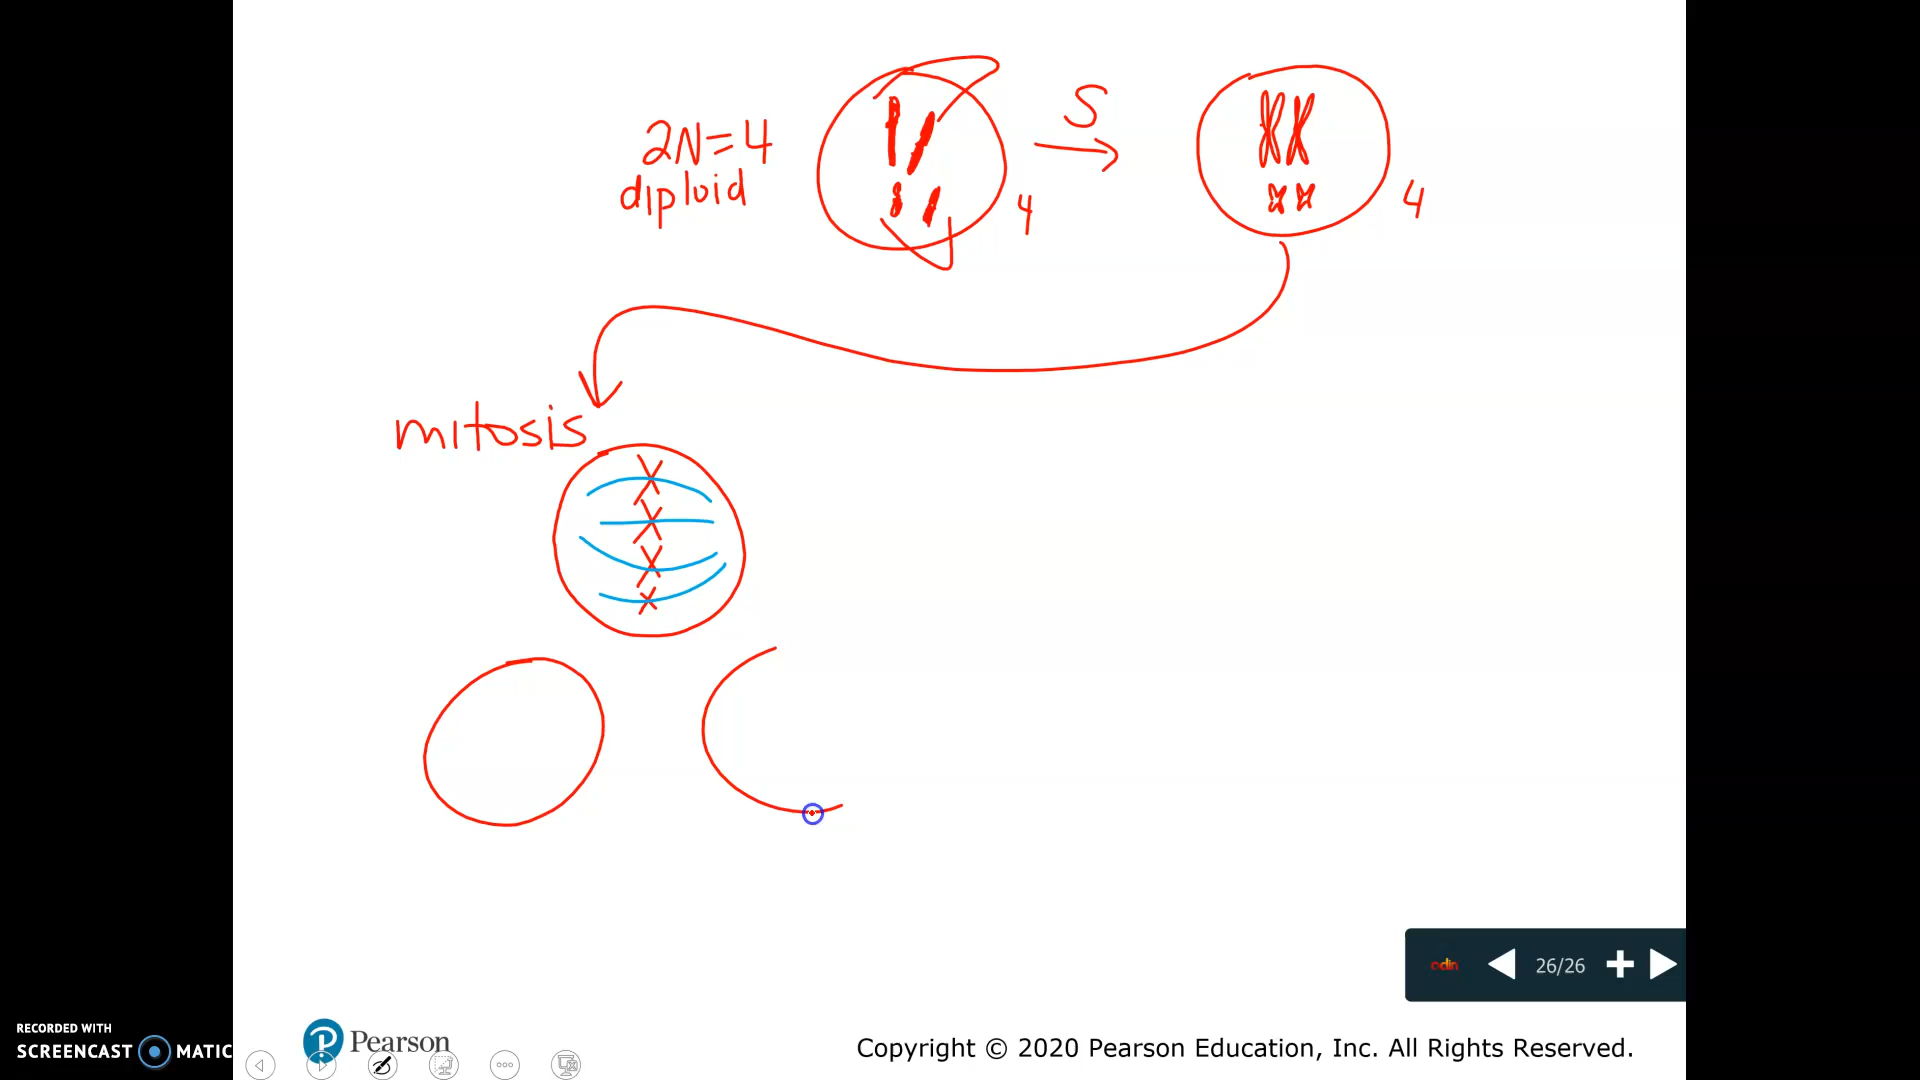 2N=4
diploid
4
S
4
mitosis
odin
26/26
RECORDED WITH
SCREENCAST MATIC
Pearson
Copyright © 2020 Pearson Education, Inc. All Rights Reserved.